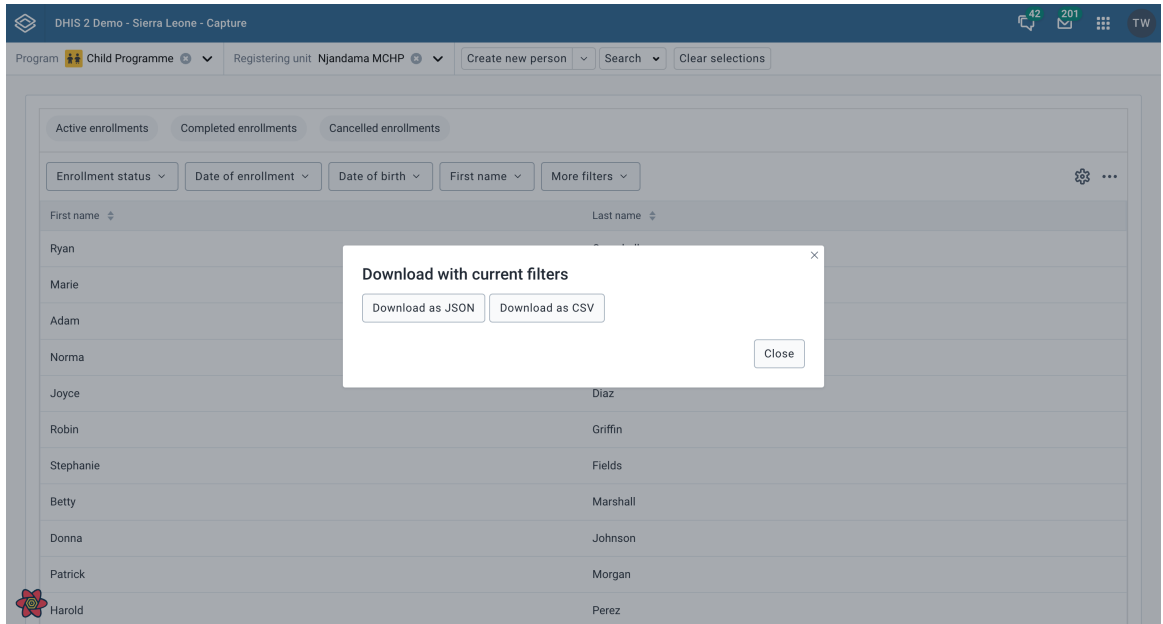 DHIS 2 Demo - Sierra Leone - Capture
42
201
TW
Program Child Programme
Registering unit Njandama MCHP
Create new person
Search
Clear selections
Active enrollments
Completed enrollments
Cancelled enrollments
Enrollment status
Date of enrollment
Date of birth
First name
More filters
First name
Last name
Ryan
Marie
Adam
Norma
Download with current filters
Download as JSON
Download as CSV
Close
Joyce
Diaz
Robin
Griffin
Stephanie
Fields
Betty
Marshall
Donna
Johnson
Patrick
Morgan
Harold
Perez